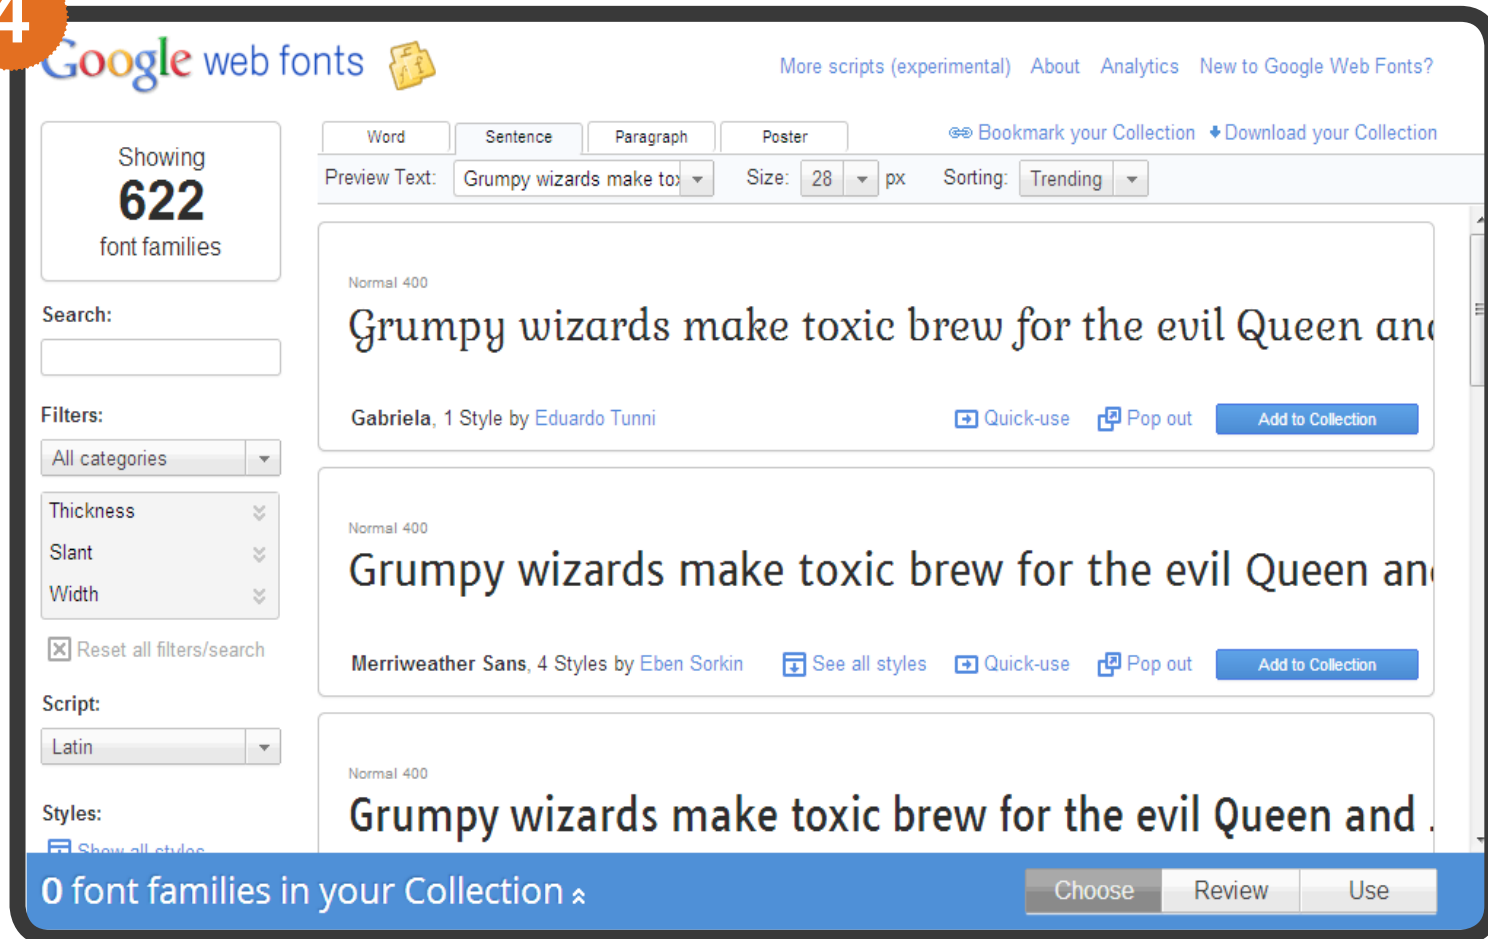 4
Google web fonts
More scripts (experimental) About Analytics New to Google Web Fonts?
Showing
622
font families
Word Sentence Paragraph Poster
Bookmark your Collection Download your Collection
Preview Text: Grumpy wizards make tox Size: 28 px Sorting: Trending
Search:
Filters:
All categories
Thickness
Slant
Width
Reset all filters/search
Script:
Latin
Styles:
Show all styles
Normal 400
Grumpy wizards make toxic brew for the evil Queen and
Gabriela, 1 Style by Eduardo Tunni Quick-use Pop out Add to Collection
Normal 400
Grumpy wizards make toxic brew for the evil Queen an
Merriweather Sans, 4 Styles by Eben Sorkin See all styles Quick-use Pop out Add to Collection
Normal 400
Grumpy wizards make toxic brew for the evil Queen and .
0 font families in your Collection Choose Review Use